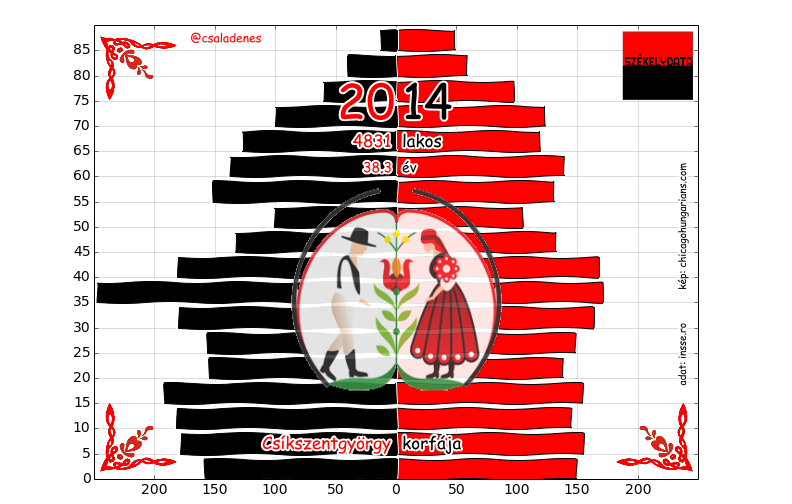 @csaladenes
SZÉKELYDATA
2014
4831 lakos
38.3 év
kép: chicagohungarians.com
adat: insse.ro
Csíkszentgyörgy korfája
85
80
75
70
65
60
55
50
45
40
35
30
25
20
15
10
5
0
200 150 100 50 0 50 100 150 200